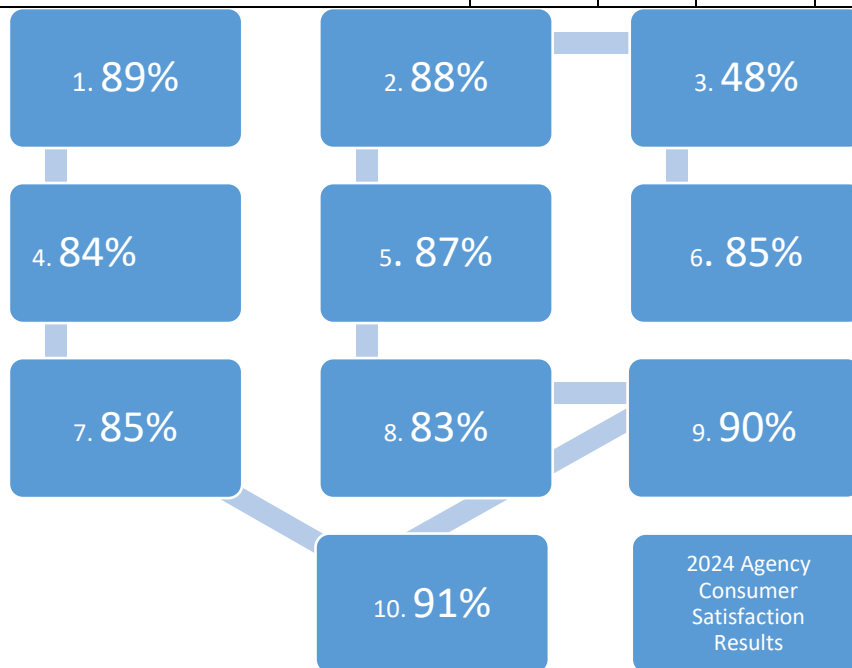 1. 89%
2. 88%
3. 48%
4. 84%
5. 87%
6. 85%
7. 85%
8. 83%
9. 90%
10. 91%
2024 Agency
Consumer
Satisfaction
Results